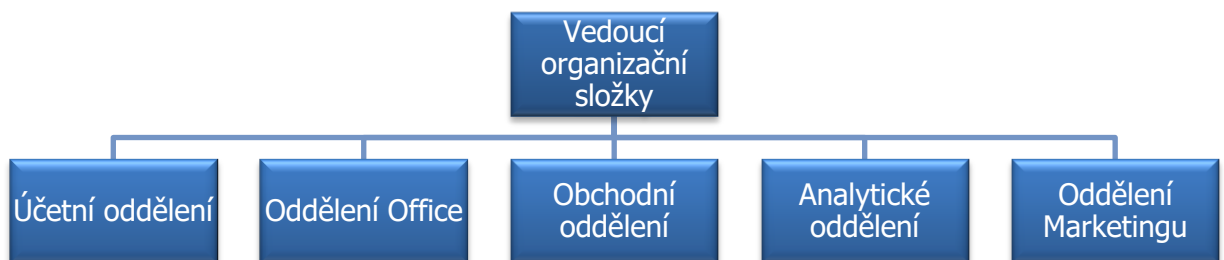 Vedoucí
organizační
složky
Účetní oddělení
Oddělení Office
Obchodní
oddělení
Analytické
oddělení
Oddělení
Marketingu